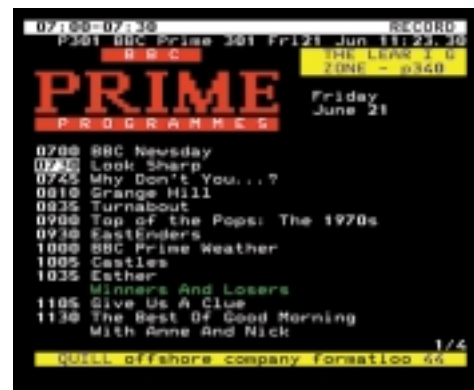 07:00-07:30 RECORD
P301 BBC Prime 301 Fri21 Jun 11:23.30
BBC
THE LEAR I G
ZONE - p340
PRIME
Friday
June 21
PROGRAMMES
0700 BBC Newsday
0730 Look Sharp
0745 Why Don't You...?
0810 Grange Hill
0835 Turnabout
0900 Top of the Pops: The 1970s
0930 EastEnders
1000 BBC Prime Weather
1005 Castles
1035 Esther
Winners And Losers
1105 Give Us A Clue
1130 The Best Of Good Morning
With Anne And Nick
1/4
QUILL offshore company formatioo 44